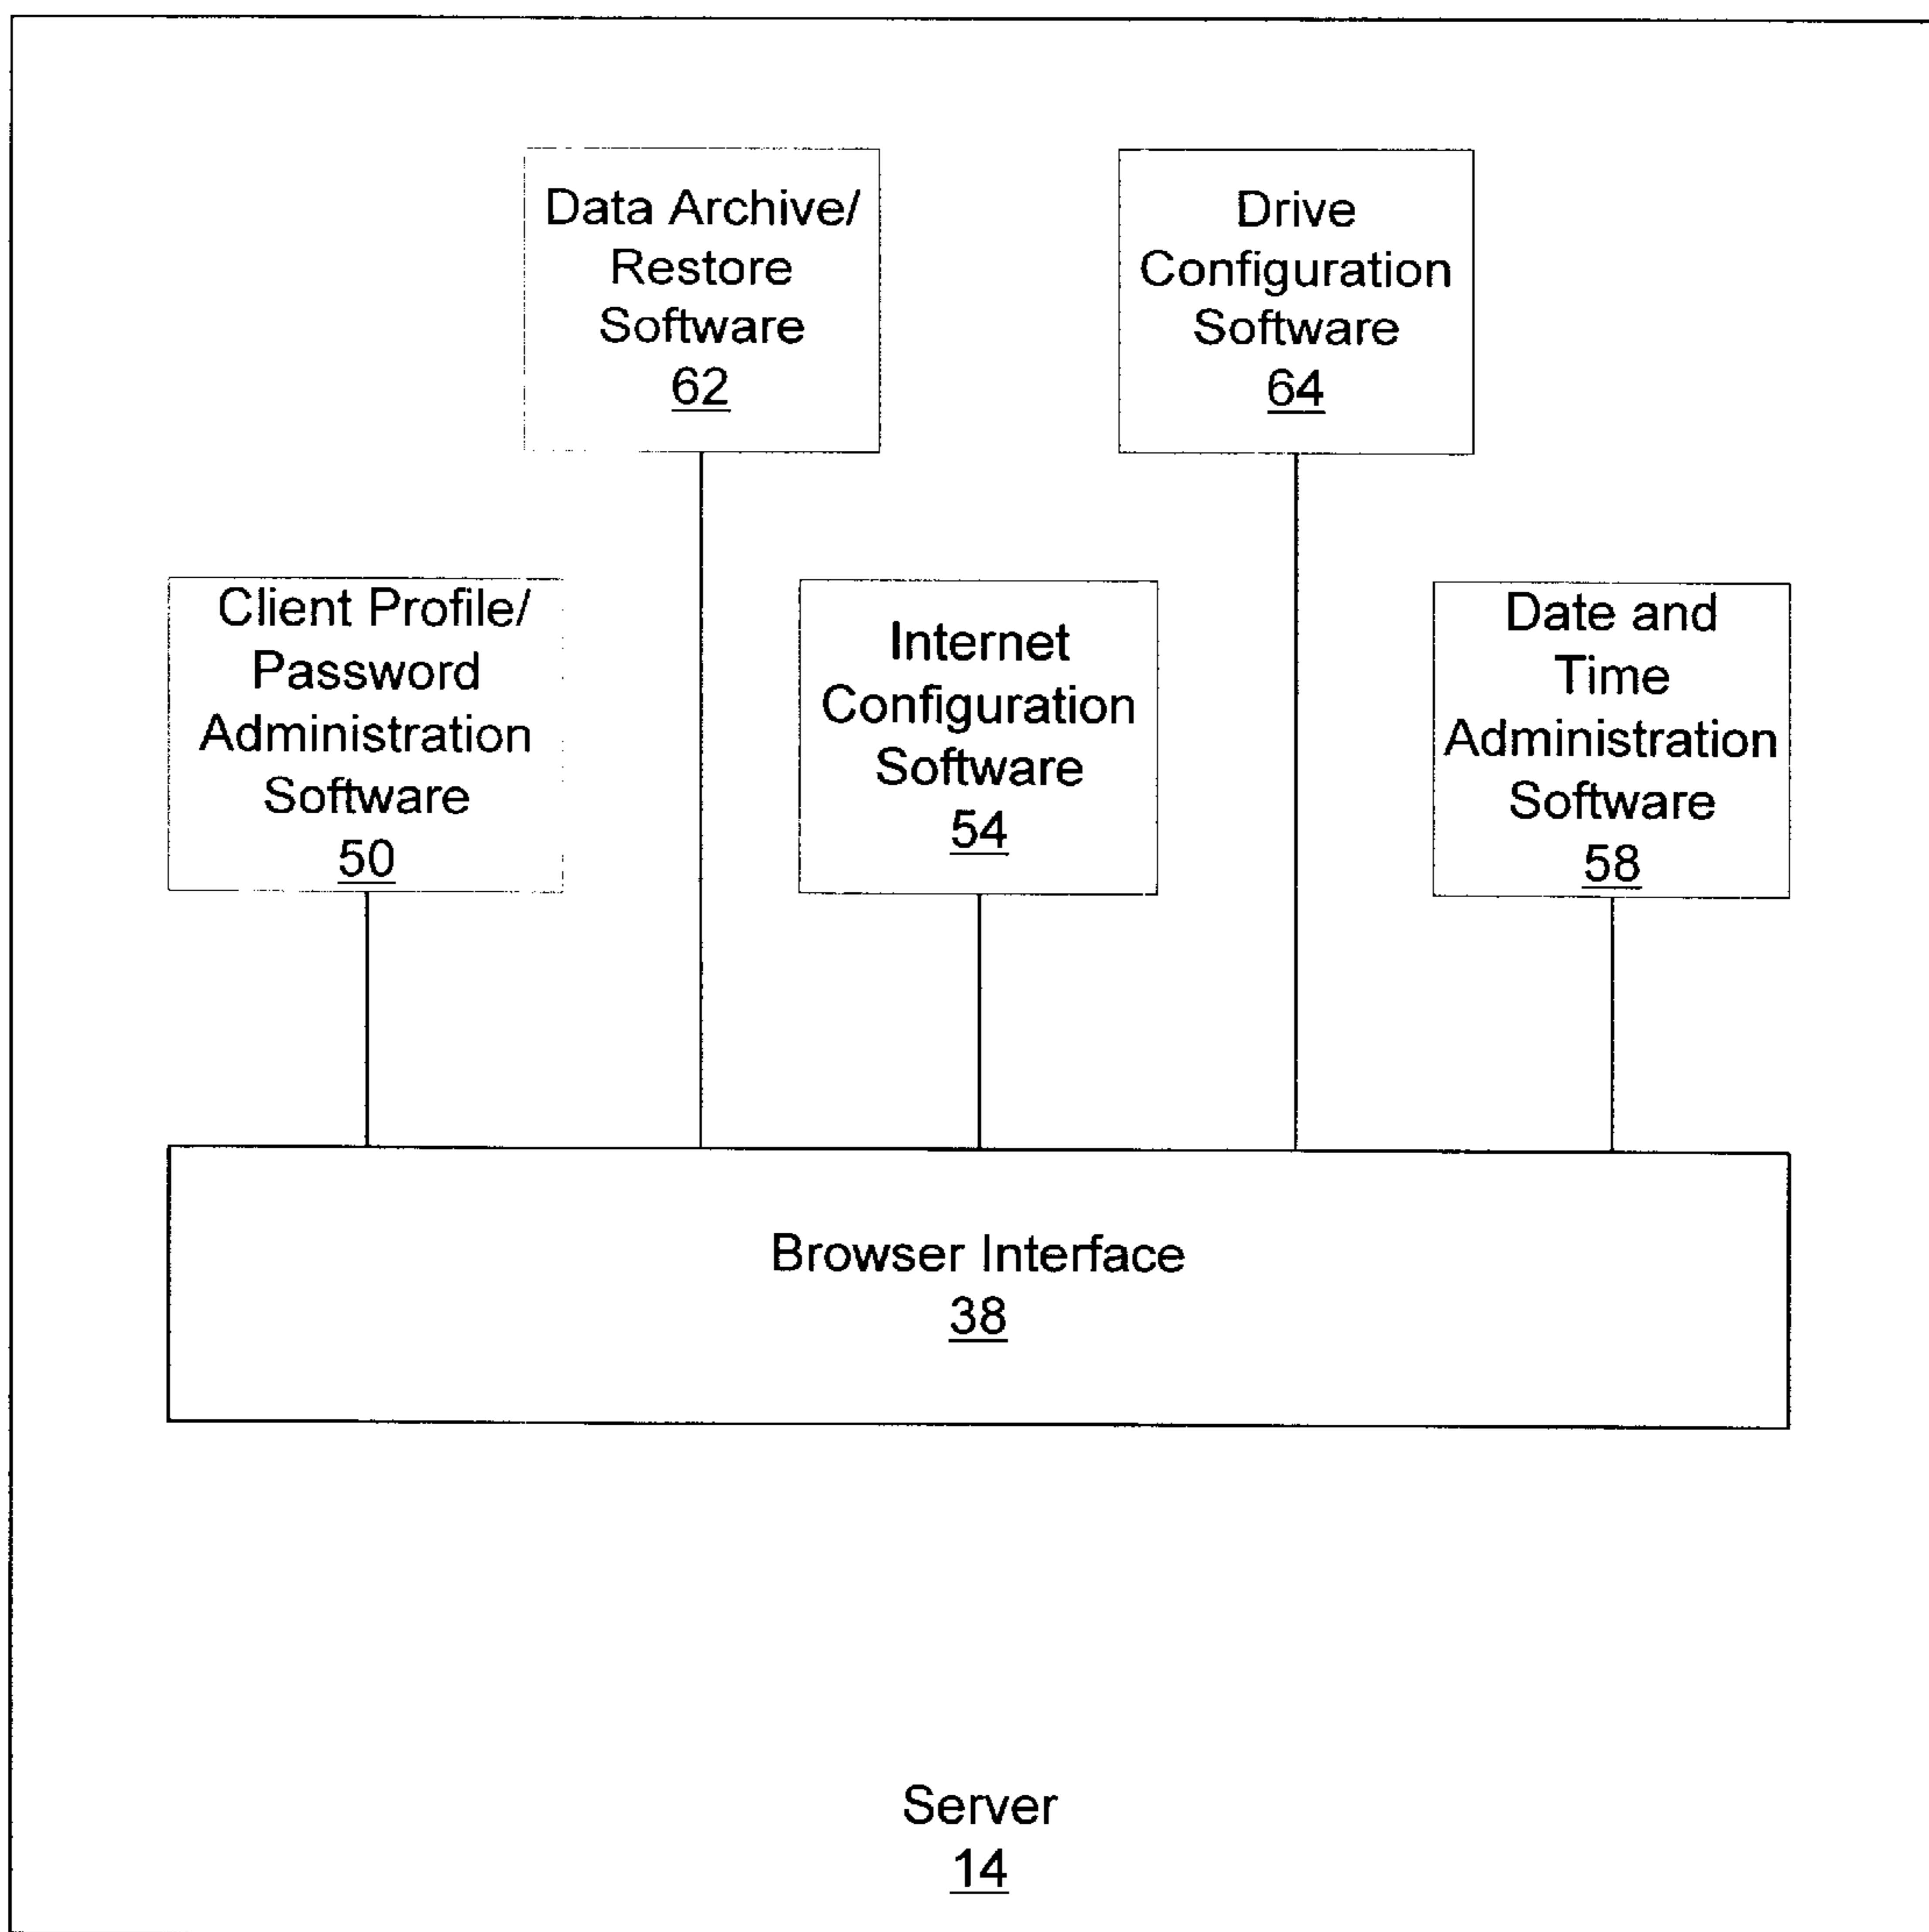 Data Archive/
Restore
Software
62
Drive
Configuration
Software
64
Client Profile/
Password
Administration
Software
50
Internet
Configuration
Software
54
Date and
Time
Administration
Software
58
Browser Interface
38
Server
14